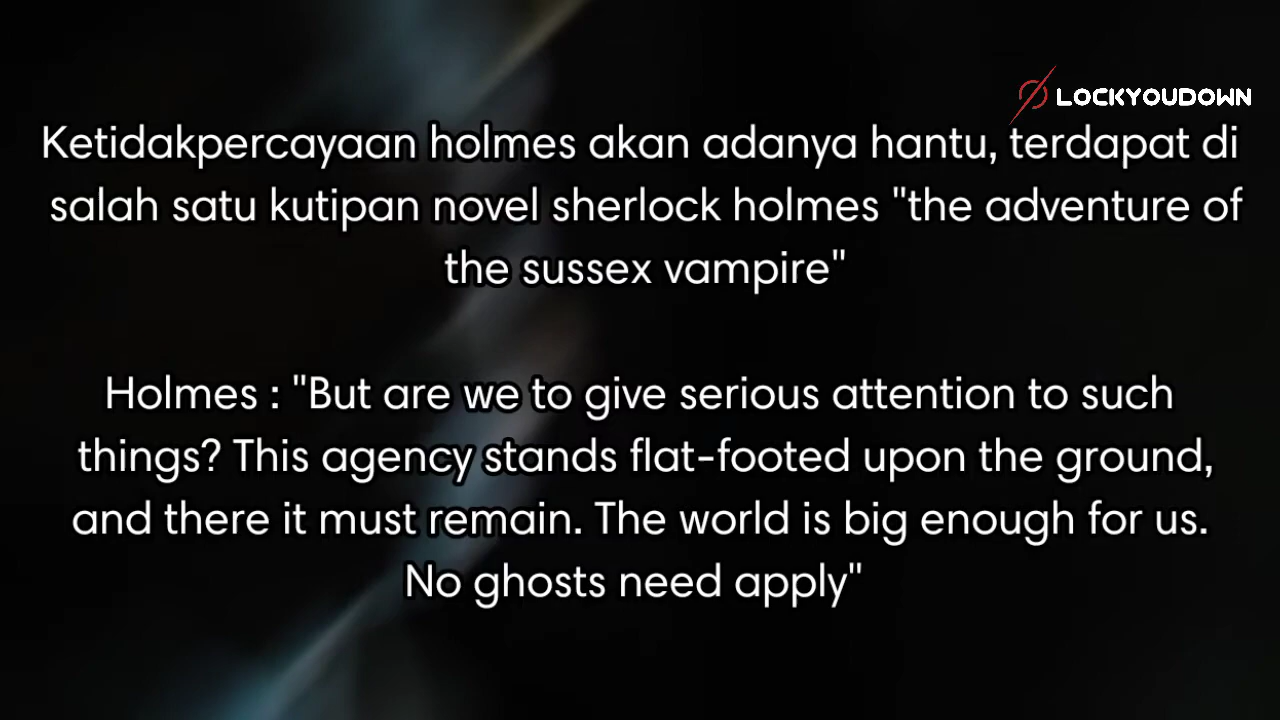 LOCKYOUDOWN
Ketidakpercayaan holmes akan adanya hantu, terdapat di
salah satu kutipan novel sherlock holmes "the adventure of
the sussex vampire"
Holmes : "But are we to give serious attention to such
things? This agency stands flat-footed upon the ground,
and there it must remain. The world is big enough for us.
No ghosts need apply"